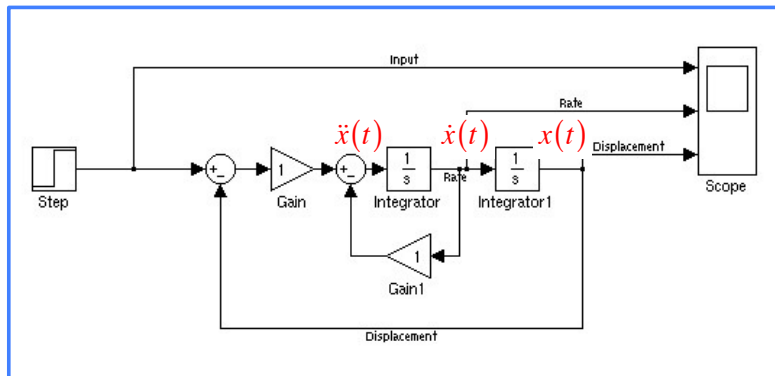 Input
Rate
ẍ(t) ẋ(t) x(t)
Displacement
+
-
1
+
-
1
s
1
s
Step
Gain
Integrator
Rate
Integrator1
Scope
1
Gain1
Displacement